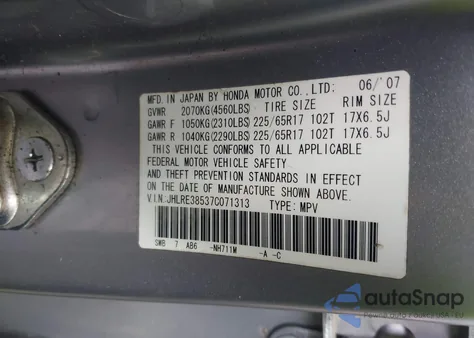 MFD. IN JAPAN BY HONDA MOTOR CO., LTD: 06/'07
GVWR 2070KG(4560LBS) TIRE SIZE RIM SIZE
GAWR F 1050KG(2310LBS) 225/65R17 102T 17X6.5J
GAWR R 1040KG(2290LBS) 225/65R17 102T 17X6.5J
THIS VEHICLE CONFORMS TO ALL APPLICABLE
FEDERAL MOTOR VEHICLE SAFETY
AND THEFT PREVENTION STANDARDS IN EFFECT
ON THE DATE OF MANUFACTURE SHOWN ABOVE.
V.I.N:JHLRE38537C071313 TYPE: MPV
SWB 7 AB6 -NH711M -A -C
autoSnap